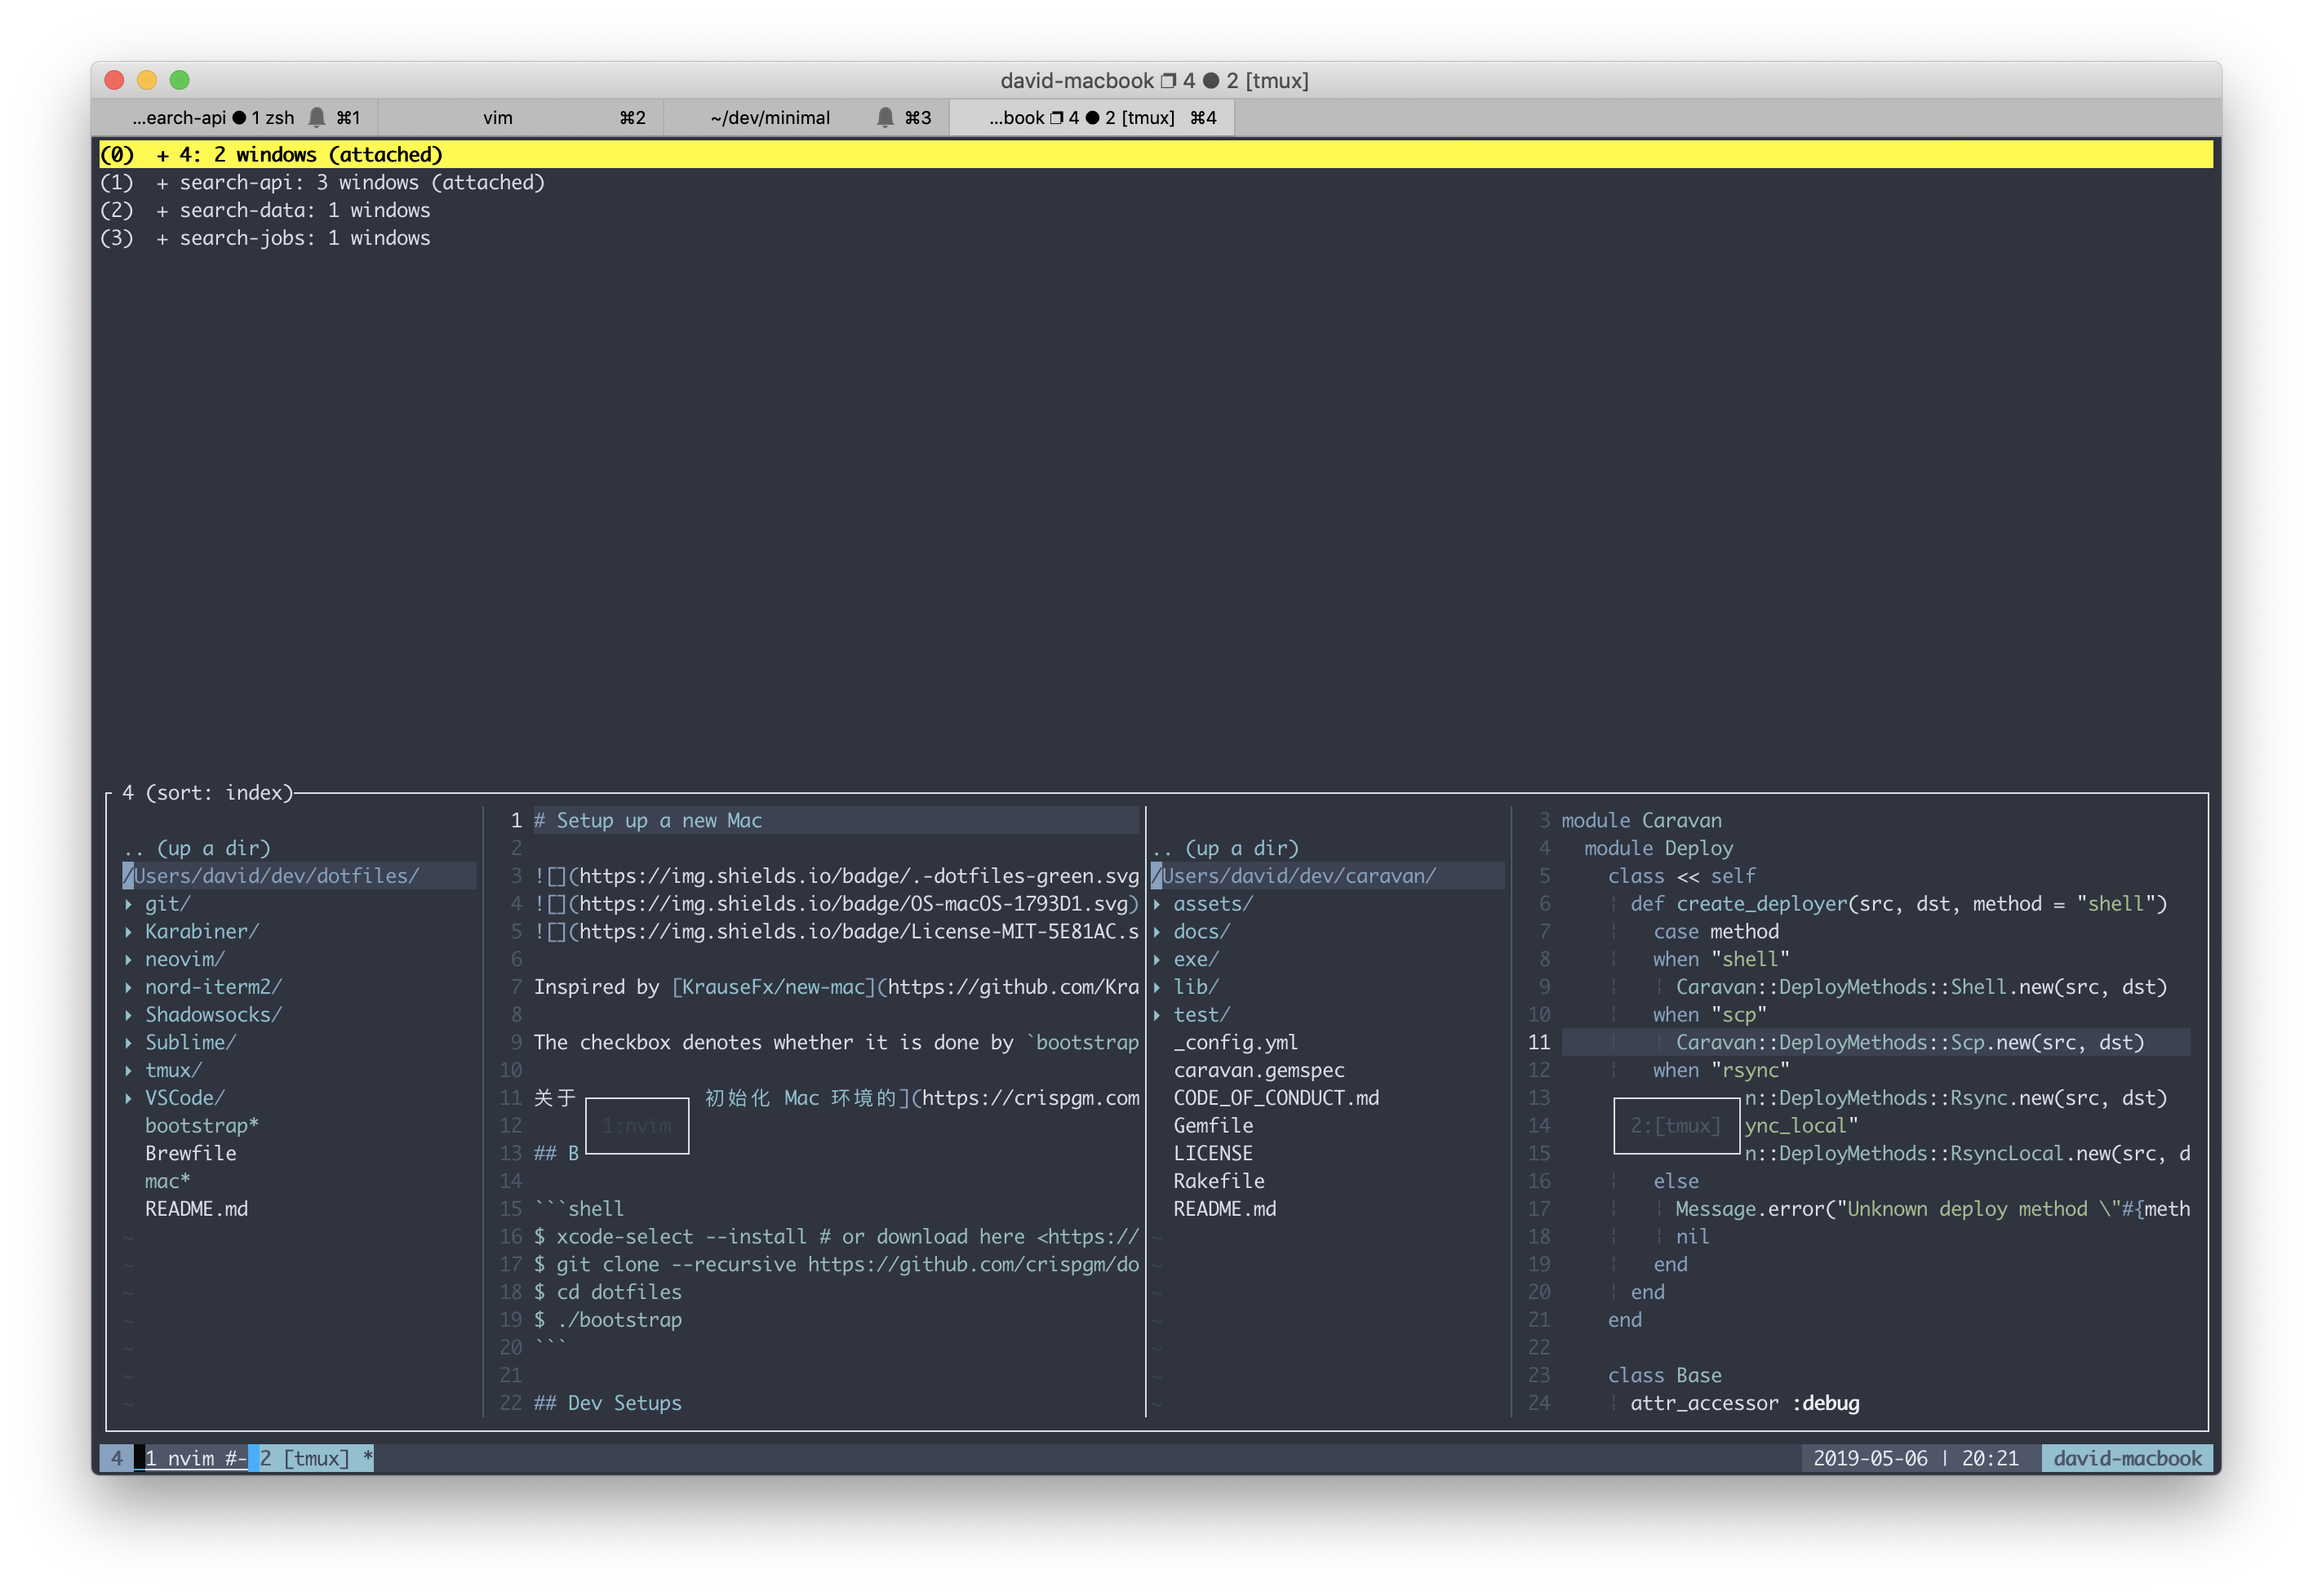 david-macbook 4 ● 2 [tmux]
...earch-api ● 1 zsh ⌘1
vim ⌘2
~/dev/minimal ⌘3
...book 4 ● 2 [tmux] ⌘4
(0) + 4: 2 windows (attached)
(1) + search-api: 3 windows (attached)
(2) + search-data: 1 windows
(3) + search-jobs: 1 windows
4 (sort: index)
.. (up a dir)
/Users/david/dev/dotfiles/
▸ git/
▸ Karabiner/
▸ neovim/
▸ nord-iterm2/
▸ Shadowsocks/
▸ Sublime/
▸ tmux/
▸ VSCode/
bootstrap*
Brewfile
mac*
README.md
~
~
~
~
~
~
~
1 # Setup up a new Mac
2
3 ![](https://img.shields.io/badge/.-dotfiles-green.svg
4 ![](https://img.shields.io/badge/OS-macOS-1793D1.svg)
5 ![](https://img.shields.io/badge/License-MIT-5E81AC.s
6
7 Inspired by [KrauseFx/new-mac](https://github.com/Kra
8
9 The checkbox denotes whether it is done by `bootstrap
10
11 关于 初始化 Mac 环境的](https://crispgm.com
12
1:nvim
13 ## B
14
15 ```shell
16 $ xcode-select --install # or download here <https://
17 $ git clone --recursive https://github.com/crispgm/do
18 $ cd dotfiles
19 $ ./bootstrap
20 ```
21
22 ## Dev Setups
.. (up a dir)
/Users/david/dev/caravan/
▸ assets/
▸ docs/
▸ exe/
▸ lib/
▸ test/
_config.yml
caravan.gemspec
CODE_OF_CONDUCT.md
Gemfile
LICENSE
Rakefile
README.md
~
~
~
~
~
~
~
3 module Caravan
4 module Deploy
5 class << self
6 ¦ def create_deployer(src, dst, method = "shell")
7 ¦ case method
8 ¦ when "shell"
9 ¦ ¦ Caravan::DeployMethods::Shell.new(src, dst)
10 ¦ when "scp"
11 ¦ ¦ Caravan::DeployMethods::Scp.new(src, dst)
12 ¦ when "rsync"
13 n::DeployMethods::Rsync.new(src, dst)
14 2:[tmux] ync_local"
15 n::DeployMethods::RsyncLocal.new(src, d
16 ¦ else
17 ¦ ¦ Message.error("Unknown deploy method \"#{meth
18 ¦ ¦ nil
19 ¦ end
20 ¦ end
21 end
22
23 class Base
24 ¦ attr_accessor :debug
4 1 nvim #- 2 [tmux] *
2019-05-06 | 20:21 david-macbook